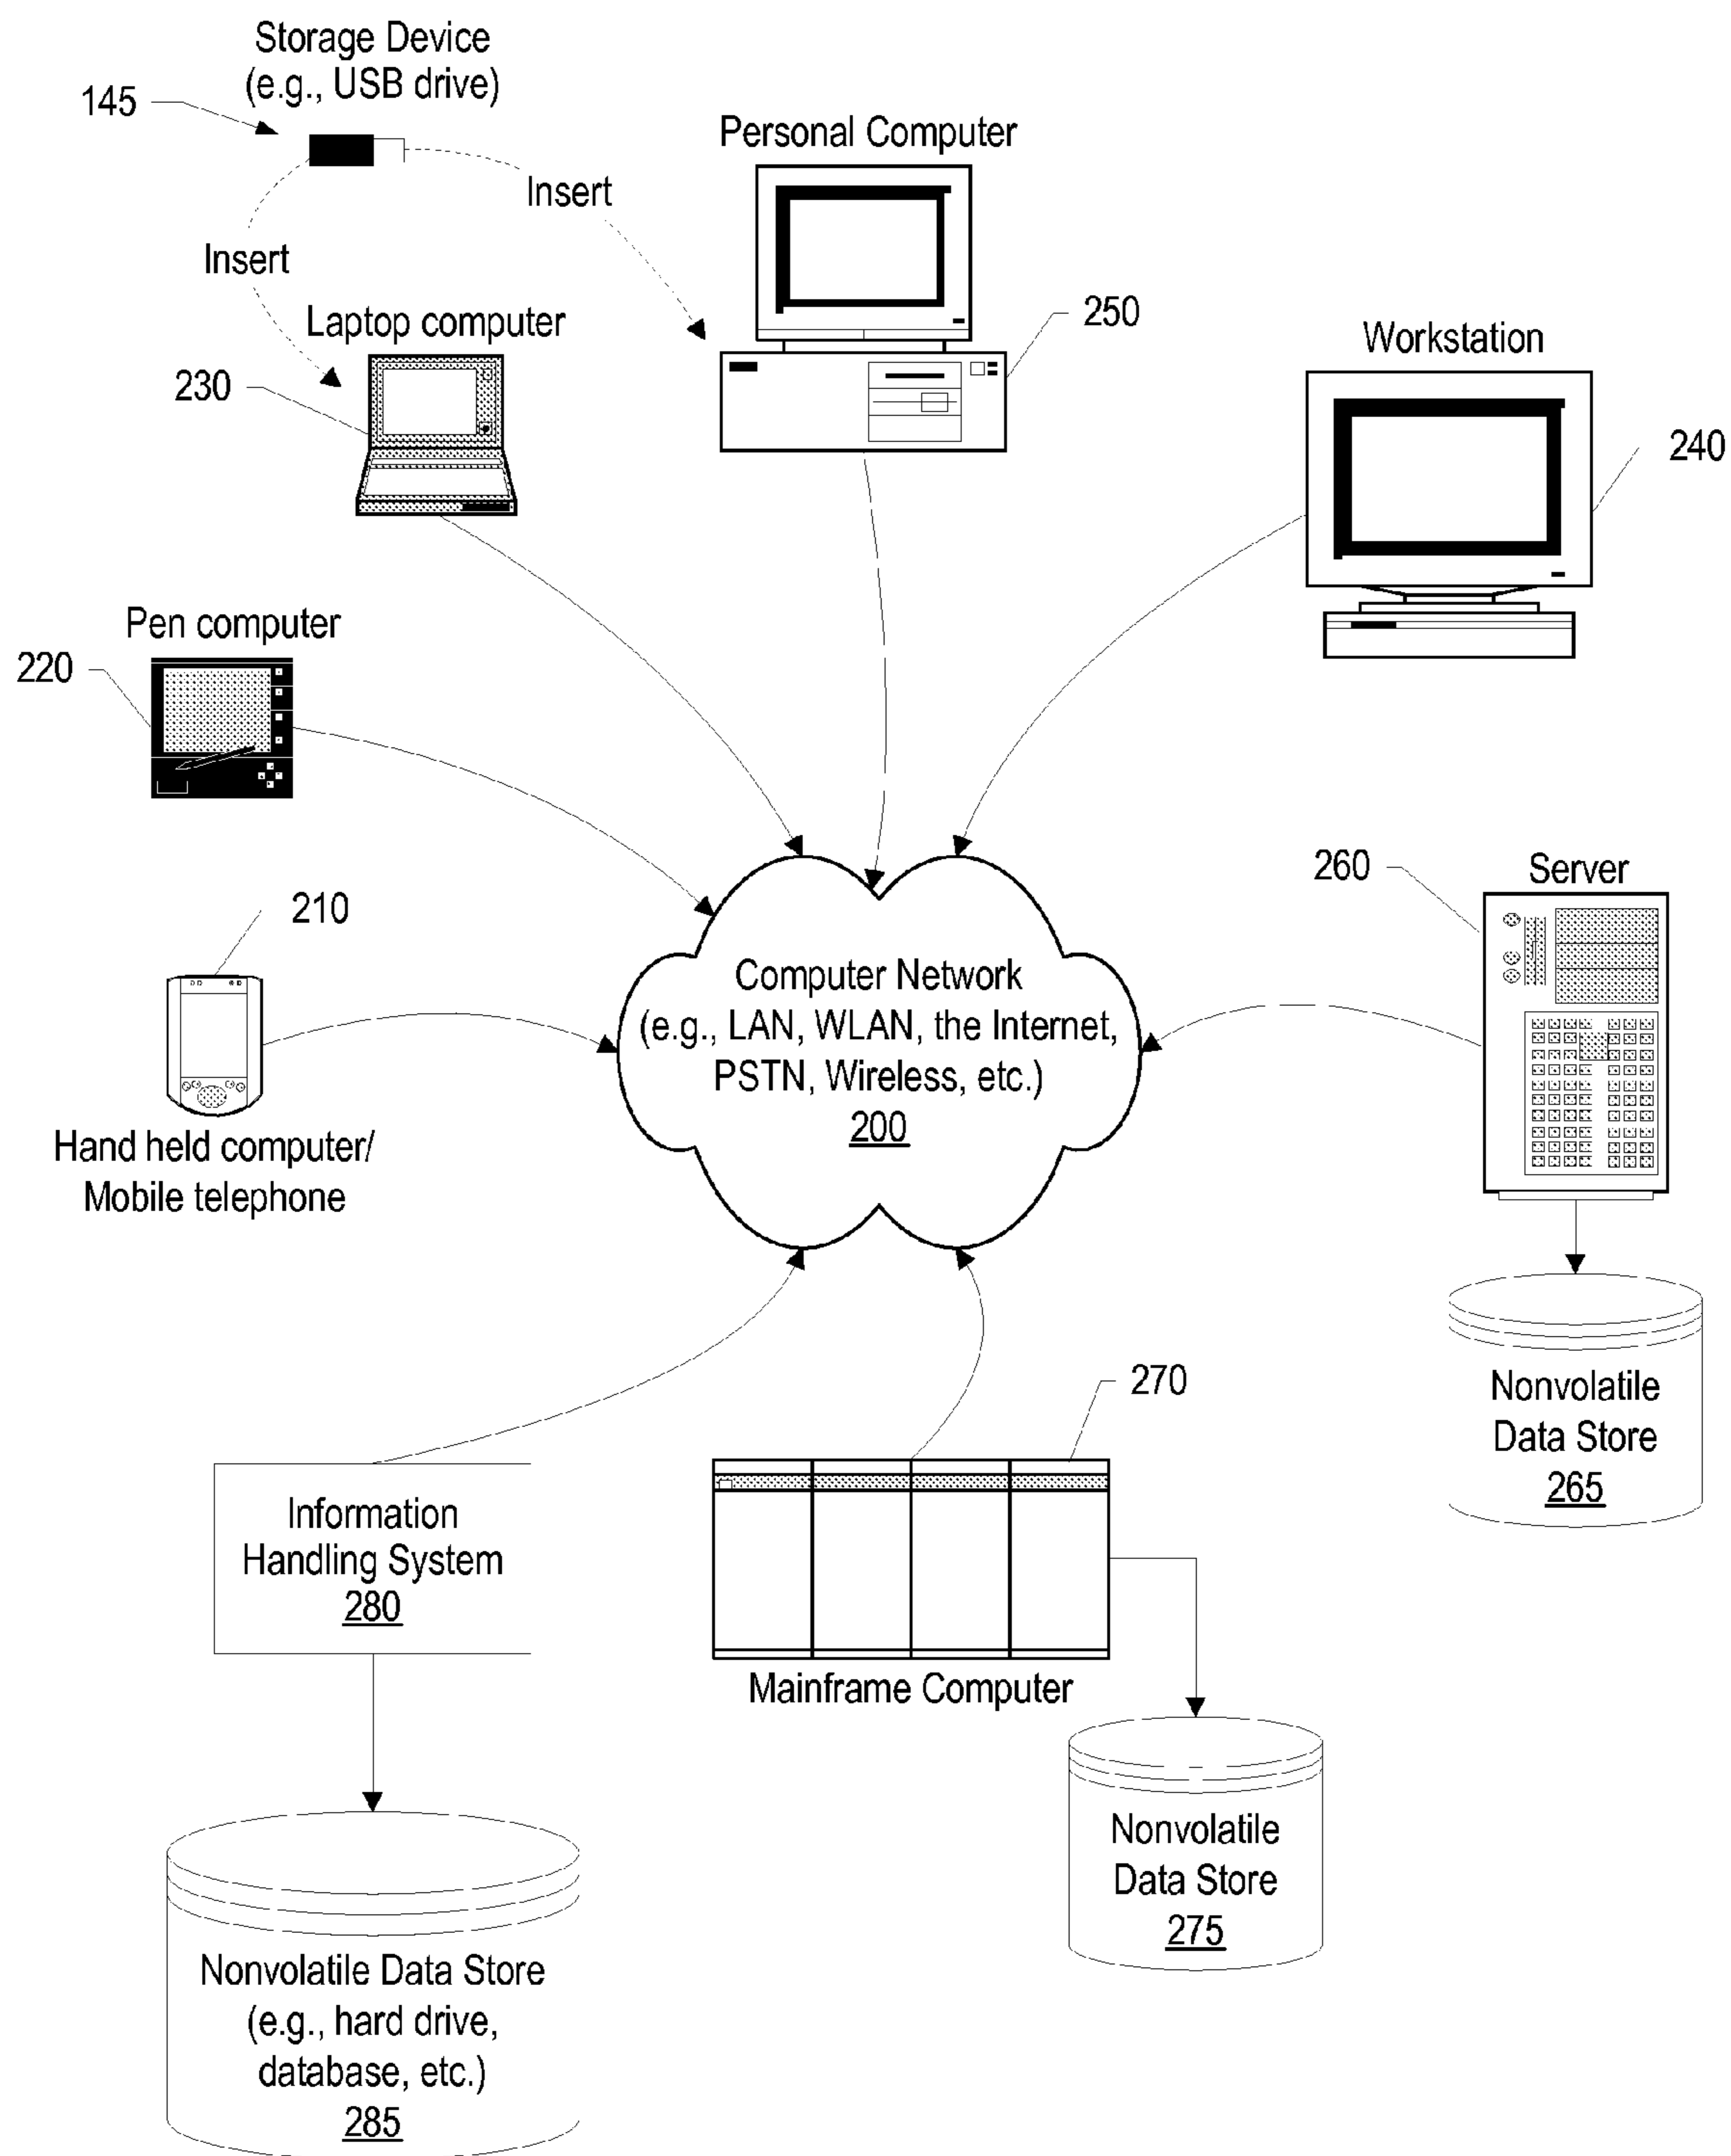 Storage Device
(e.g., USB drive)
145
Personal Computer
Insert
Insert
Laptop computer
250
Workstation
230
240
Pen computer
220
260
Server
210
Computer Network
(e.g., LAN, WLAN, the Internet,
PSTN, Wireless, etc.)
200
Hand held computer/
Mobile telephone
270
Nonvolatile
Data Store
265
Information
Handling System
280
Mainframe Computer
Nonvolatile
Data Store
275
Nonvolatile Data Store
(e.g., hard drive,
database, etc.)
285